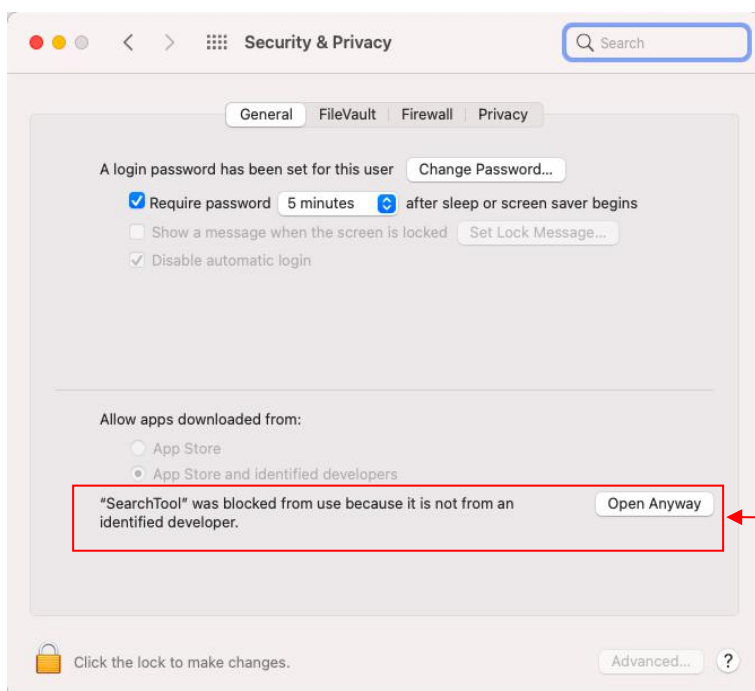 Security & Privacy
Search
General
FileVault
Firewall
Privacy
A login password has been set for this user
Change Password...
Require password
5 minutes
after sleep or screen saver begins
Show a message when the screen is locked
Set Lock Message...
Disable automatic login
Allow apps downloaded from:
App Store
App Store and identified developers
“SearchTool” was blocked from use because it is not from an
identified developer.
Open Anyway
Click the lock to make changes.
Advanced...
?